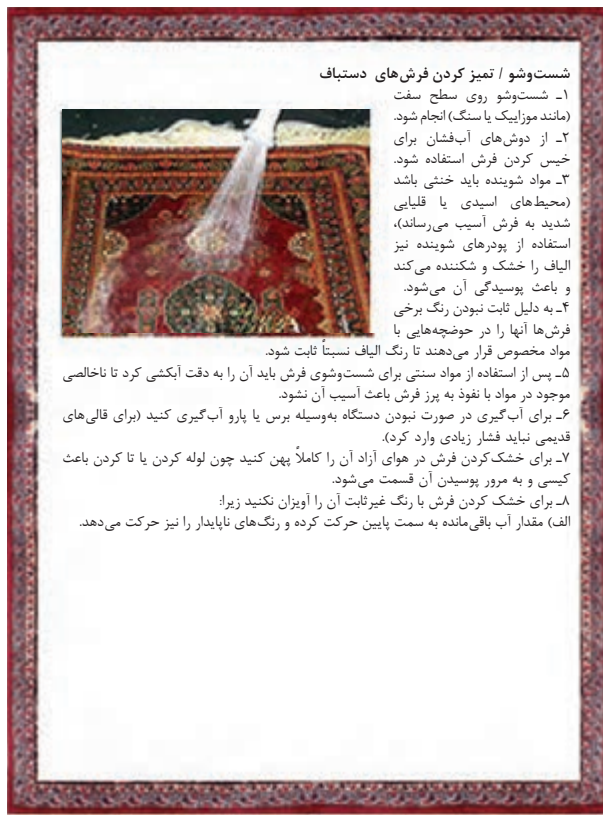 شست‌وشو / تمیز کردن فرش‌های دستباف
۱ـ شست‌وشو روی سطح سفت
(مانند موزاییک یا سنگ) انجام شود.
۲ـ از دوش‌های آب‌فشان برای
خیس کردن فرش استفاده شود.
۳ـ مواد شوینده باید خنثی باشد
(محیط‌های اسیدی یا قلیایی
شدید به فرش آسیب می‌رساند)،
استفاده از پودرهای شوینده نیز
الیاف را خشک و شکننده می‌کند
و باعث پوسیدگی آن می‌شود.
۴ـ به دلیل ثابت نبودن رنگ برخی
فرش‌ها آنها را در حوضچه‌هایی با
مواد مخصوص قرار می‌دهند تا رنگ الیاف نسبتاً ثابت شود.
۵ـ پس از استفاده از مواد سنتی برای شست‌وشوی فرش باید آن را به دقت آبکشی کرد تا ناخالصی
موجود در مواد با نفوذ به پرز فرش باعث آسیب آن نشود.
۶ـ برای آب‌گیری در صورت نبودن دستگاه به‌وسیله برس یا پارو آب‌گیری کنید (برای قالی‌های
قدیمی نباید فشار زیادی وارد کرد).
۷ـ برای خشک‌کردن فرش در هوای آزاد آن را کاملاً پهن کنید چون لوله کردن یا تا کردن باعث
کیسی و به مرور پوسیدن آن قسمت می‌شود.
۸ـ برای خشک کردن فرش با رنگ غیرثابت آن را آویزان نکنید زیرا:
الف) مقدار آب باقی‌مانده به سمت پایین حرکت کرده و رنگ‌های ناپایدار را نیز حرکت می‌دهد.